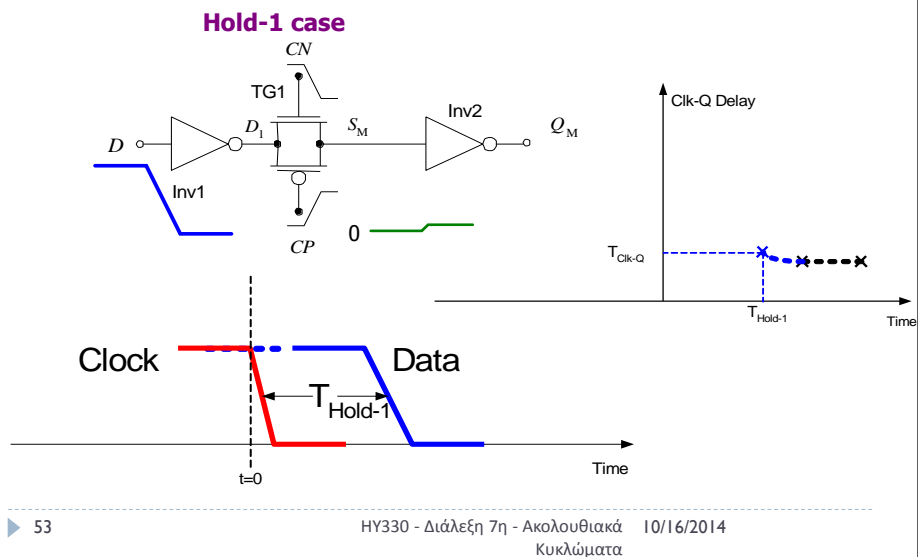 Hold-1 case
CN
TG1
Inv2
D
D1
SM
QM
Inv1
CP
0
Clk-Q Delay
TClk-Q
THold-1
Time
Clock
Data
THold-1
Time
t=0
53
ΗΥ330 - Διάλεξη 7η - Ακολουθιακά
Κυκλώματα
10/16/2014